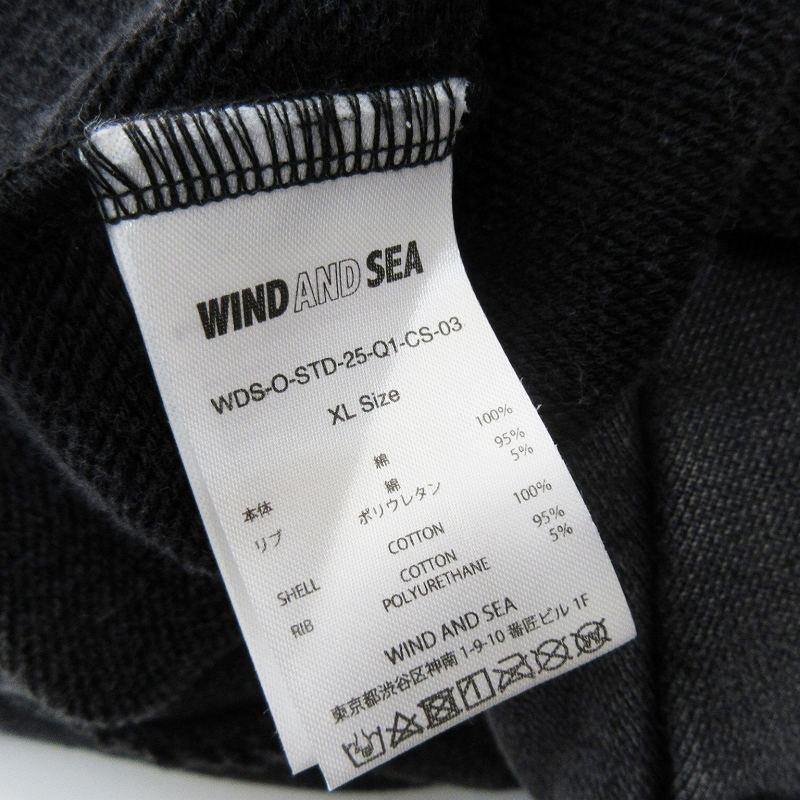 WIND AND SEA
WDS-O-STD-25-Q1-CS-03
XL Size
本体 綿 100%
リブ 綿 95%
ポリウレタン 5%
SHELL COTTON 100%
RIB COTTON 95%
POLYURETHANE 5%
WIND AND SEA
東京都渋谷区神南 1-9-10 番匠ビル 1F